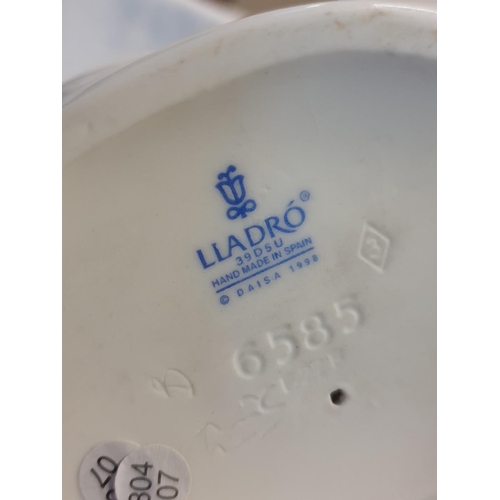 LLADRÓ®
39D5U
HAND MADE IN SPAIN
© DAISA 1998
3
6585
B
804
07